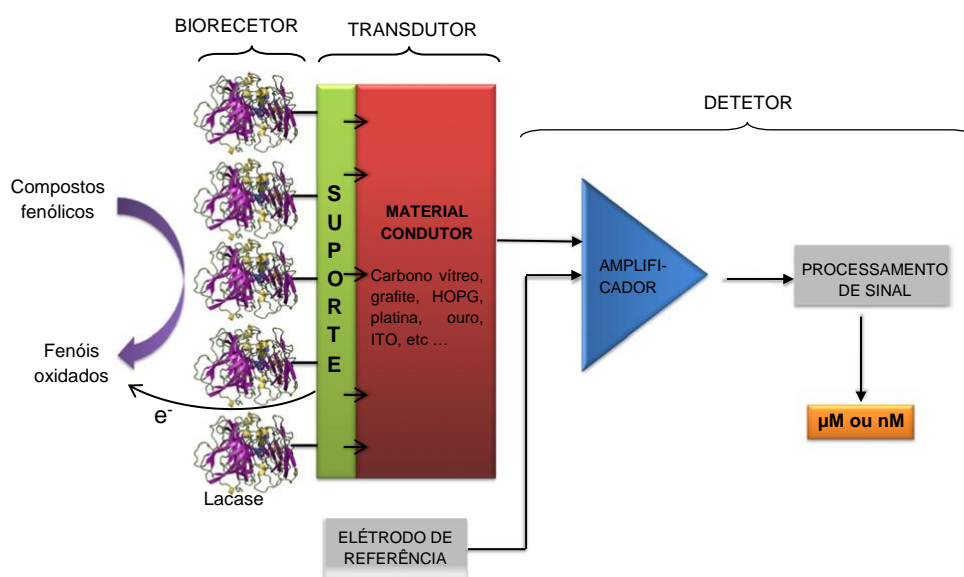 BIORECETOR
TRANSDUTOR
DETETOR
Compostos
fenólicos
Fenóis
oxidados
e-
Lacase
SUPORTE
MATERIAL
CONDUTOR
Carbono vítreo,
grafite, HOPG,
platina, ouro,
ITO, etc ...
AMPLIFI-
CADOR
PROCESSAMENTO
DE SINAL
µM ou nM
ELÉTRODO DE
REFERÊNCIA